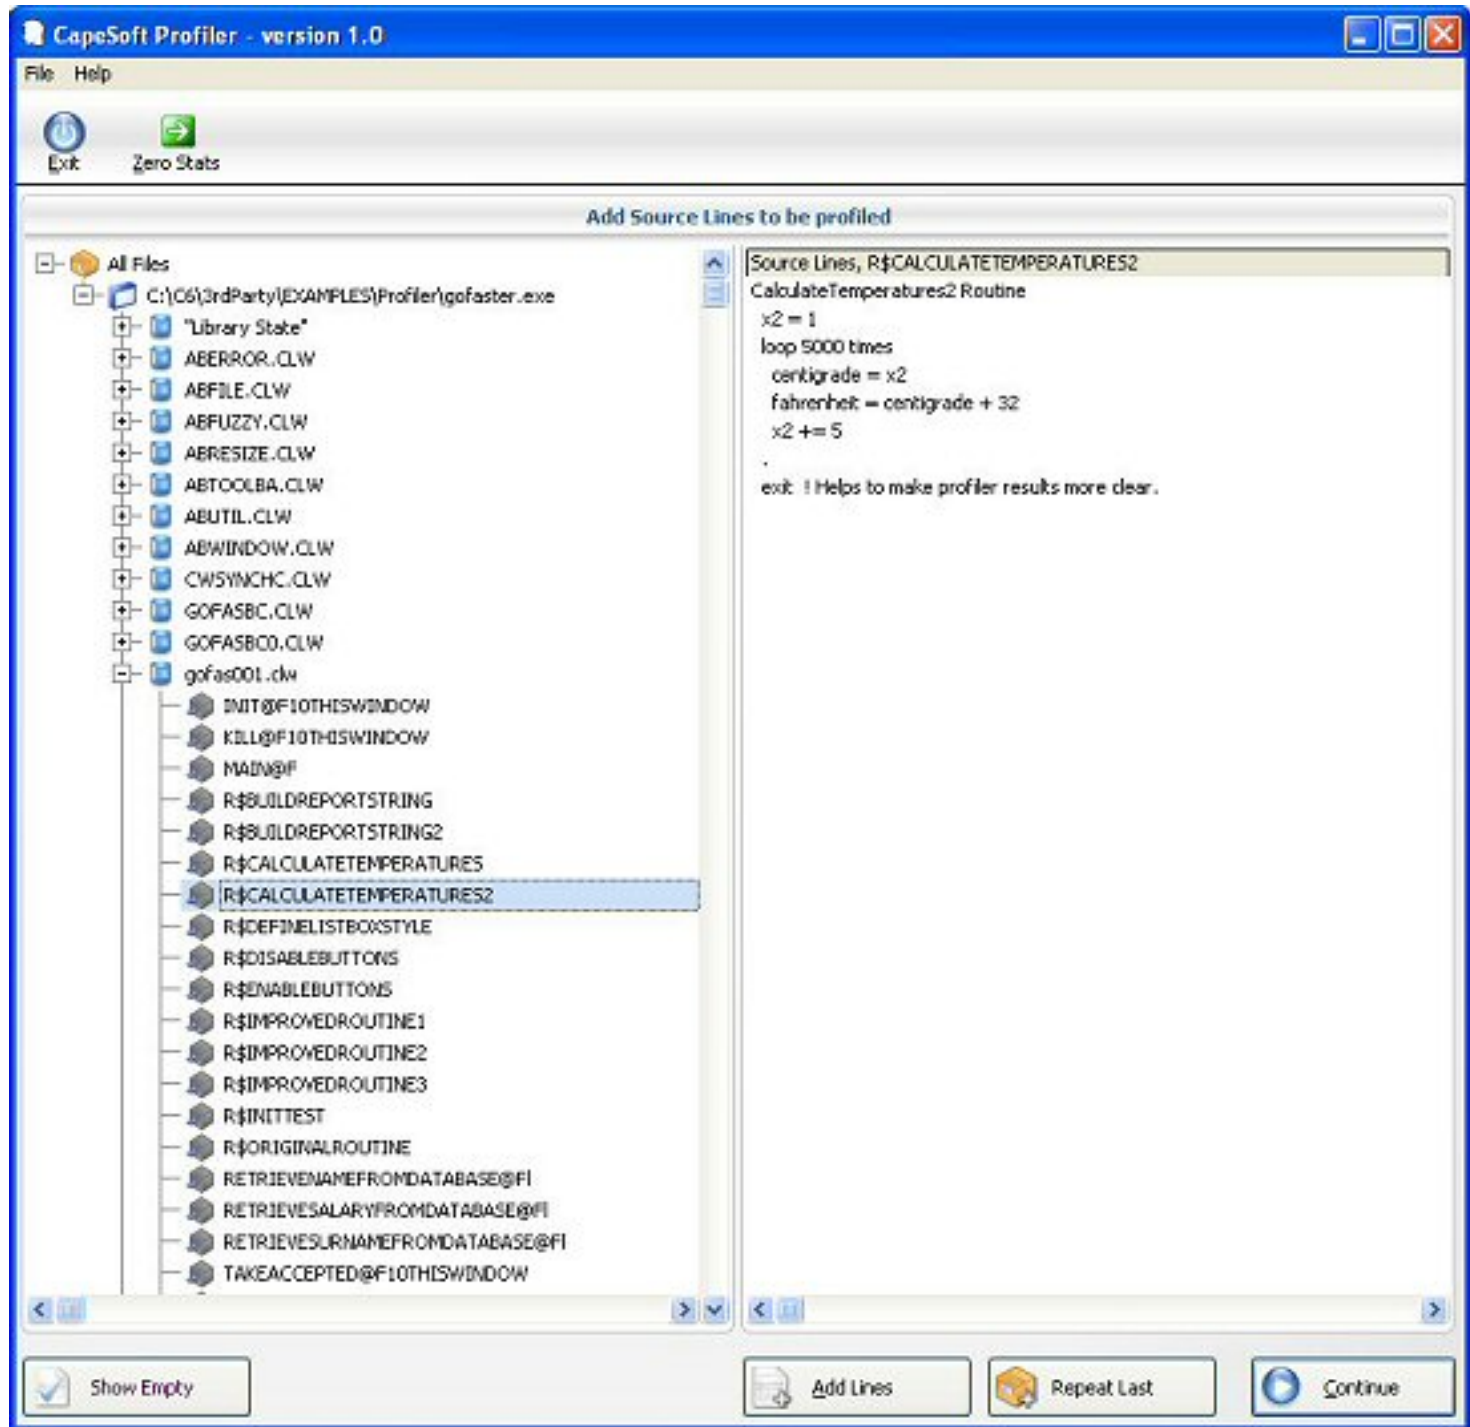 CapeSoft Profiler - version 1.0
File Help
Exit Zero Stats
Add Source Lines to be profiled
All Files
C:\C6\3rdParty\EXAMPLES\Profiler\gofaster.exe
"Library State"
ABERROR.CLW
ABFILE.CLW
ABFUZZY.CLW
ABRESIZE.CLW
ABTOOLBA.CLW
ABUTIL.CLW
ABWINDOW.CLW
CWSYNCHC.CLW
GOFASBC.CLW
GOFASBC0.CLW
gofas001.clw
INIT@F10THISWINDOW
KILL@F10THISWINDOW
MAIN@F
R$BUILDREPORTSTRING
R$BUILDREPORTSTRING2
R$CALCULATETEMPERATURES
R$CALCULATETEMPERATURES2
R$DEFINELISTBOXSTYLE
R$DISABLEBUTTONS
R$ENABLEBUTTONS
R$IMPROVEDROUTINE1
R$IMPROVEDROUTINE2
R$IMPROVEDROUTINE3
R$INITTEST
R$ORIGINALROUTINE
RETRIEVENAMEFROMDATABASE@Fl
RETRIEVESALARYFROMDATABASE@Fl
RETRIEVESURNAMEFROMDATABASE@Fl
TAKEACCEPTED@F10THISWINDOW
Source Lines, R$CALCULATETEMPERATURES2
CalculateTemperatures2 Routine
x2 = 1
loop 5000 times
centigrade = x2
fahrenheit = centigrade + 32
x2 += 5
.
exit ! Helps to make profiler results more clear.
Show Empty
Add Lines
Repeat Last
Continue